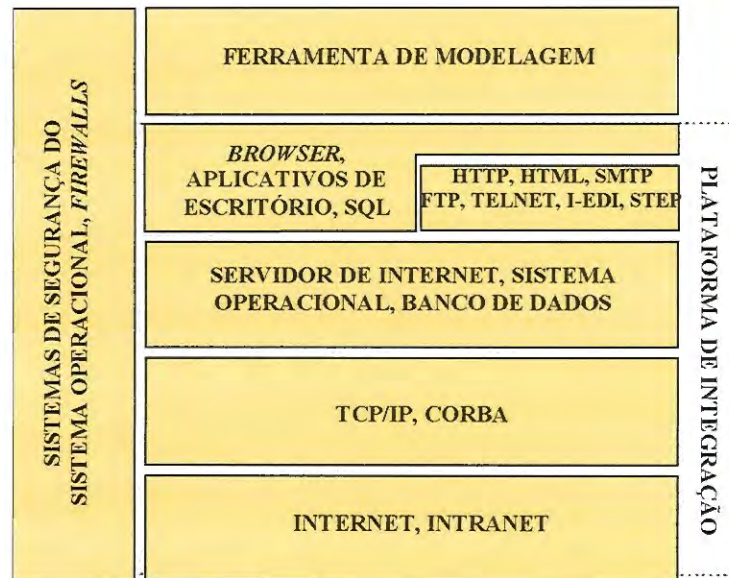 SISTEMAS DE SEGURANÇA DO
SISTEMA OPERACIONAL, FIREWALLS
FERRAMENTA DE MODELAGEM
BROWSER,
APLICATIVOS DE
ESCRITÓRIO, SQL
HTTP, HTML, SMTP
FTP, TELNET, I-EDI, STEP
SERVIDOR DE INTERNET, SISTEMA
OPERACIONAL, BANCO DE DADOS
TCP/IP, CORBA
INTERNET, INTRANET
PLATAFORMA DE INTEGRAÇÃO